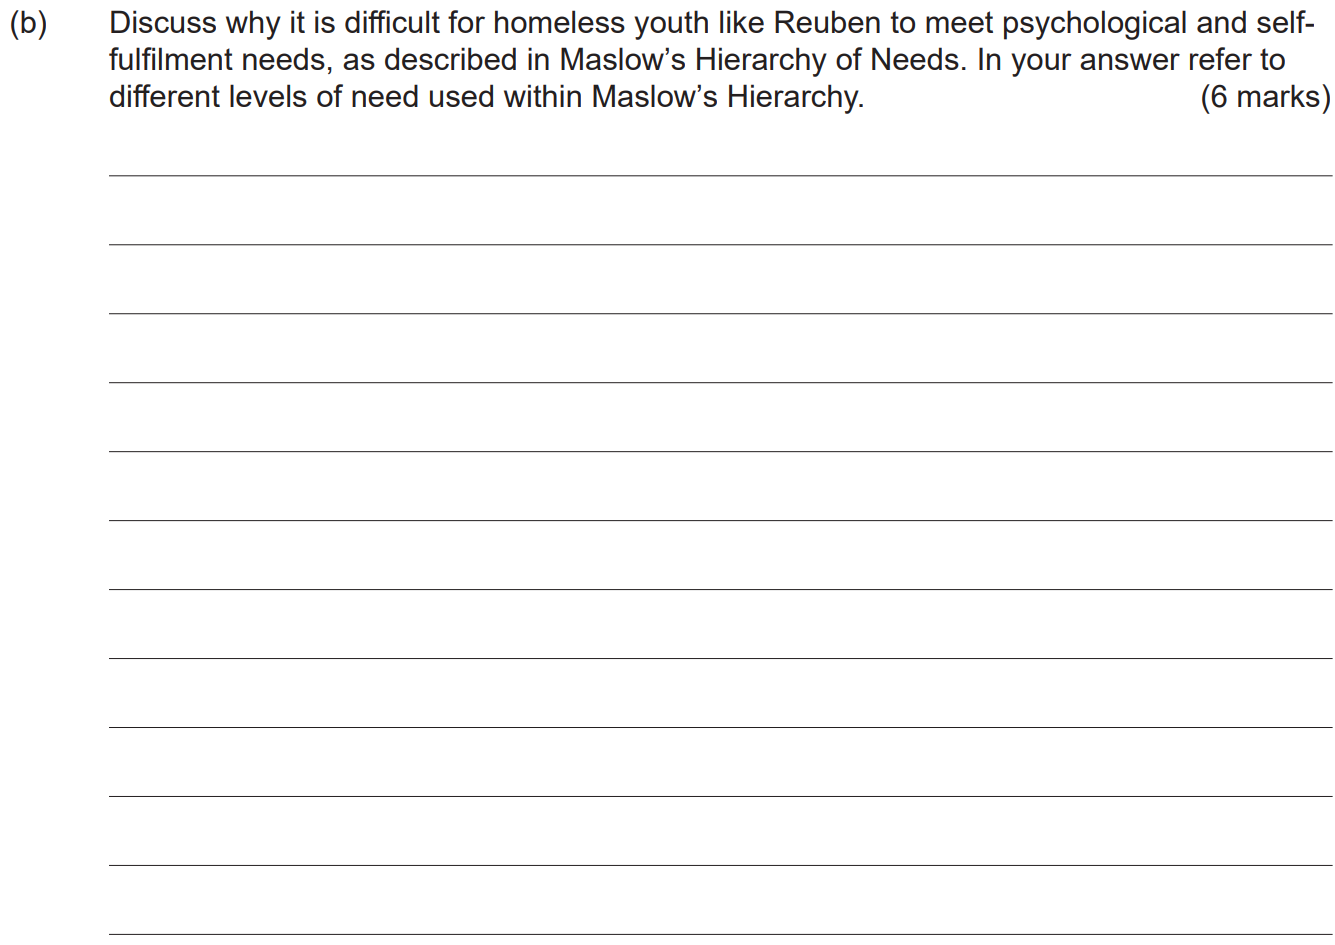 (b) Discuss why it is difficult for homeless youth like Reuben to meet psychological and self-
fulfilment needs, as described in Maslow’s Hierarchy of Needs. In your answer refer to
different levels of need used within Maslow’s Hierarchy. (6 marks)